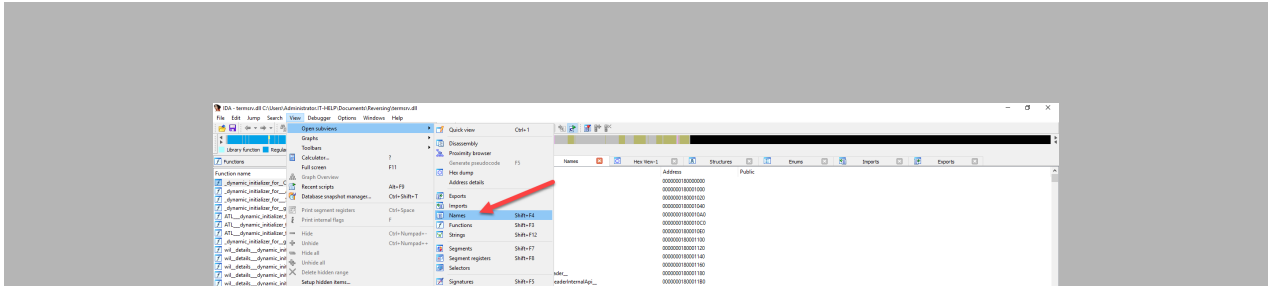 IDA - termsrv.dll C:\Users\Administrator.IT-HELP\Documents\Reversing\termsrv.dll
File Edit Jump Search View Debugger Options Windows Help
Library function Regular
Functions
Function name
Open subviews
Graphs
Toolbars
Calculator... ?
Full screen F11
Graph Overview
Recent scripts Alt+F9
Database snapshot manager... Ctrl+Shift+T
Print segment registers Ctrl+Space
Print internal flags F
Hide Ctrl+Numpad+-
Unhide Ctrl+Numpad++
Hide all
Unhide all
Delete hidden range
Setup hidden items...
Quick view Ctrl+1
Disassembly
Proximity browser
Generate pseudocode F5
Hex dump
Address details
Exports
Imports
Names Shift+F4
Functions Shift+F3
Strings Shift+F12
Segments Shift+F7
Segment registers Shift+F8
Selectors
Signatures Shift+F5
Names Hex View-1 Structures Enums Imports Exports
Address Public
0000000180000000
0000000180001000
0000000180001020
0000000180001040
00000001800010A0
00000001800010C0
00000001800010E0
0000000180001100
0000000180001120
0000000180001140
0000000180001160
ader__ 0000000180001180
eaderInternalApi__ 00000001800011B0